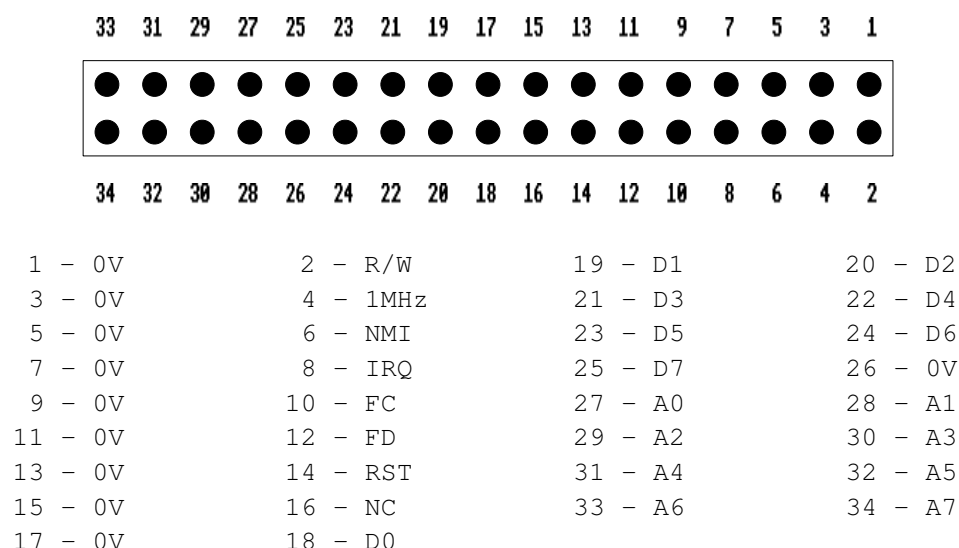 33 31 29 27 25 23 21 19 17 15 13 11 9 7 5 3 1
34 32 30 28 26 24 22 20 18 16 14 12 10 8 6 4 2
1 – 0V 2 – R/W 19 – D1 20 – D2
3 – 0V 4 – 1MHz 21 – D3 22 – D4
5 – 0V 6 – NMI 23 – D5 24 – D6
7 – 0V 8 – IRQ 25 – D7 26 – 0V
9 – 0V 10 – FC 27 – A0 28 – A1
11 – 0V 12 – FD 29 – A2 30 – A3
13 – 0V 14 – RST 31 – A4 32 – A5
15 – 0V 16 – NC 33 – A6 34 – A7
17 – 0V 18 – D0